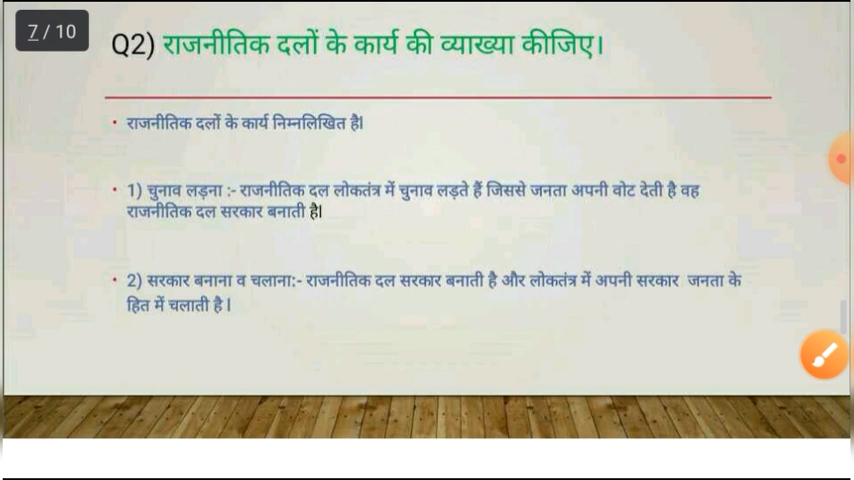 7 / 10
Q2) राजनीतिक दलों के कार्य की व्याख्या कीजिए।
• राजनीतिक दलों के कार्य निम्नलिखित है।
• 1) चुनाव लड़ना :- राजनीतिक दल लोकतंत्र में चुनाव लड़ते हैं जिससे जनता अपनी वोट देती है वह
राजनीतिक दल सरकार बनाती है।
• 2) सरकार बनाना व चलाना:- राजनीतिक दल सरकार बनाती है और लोकतंत्र में अपनी सरकार जनता के
हित में चलाती है ।